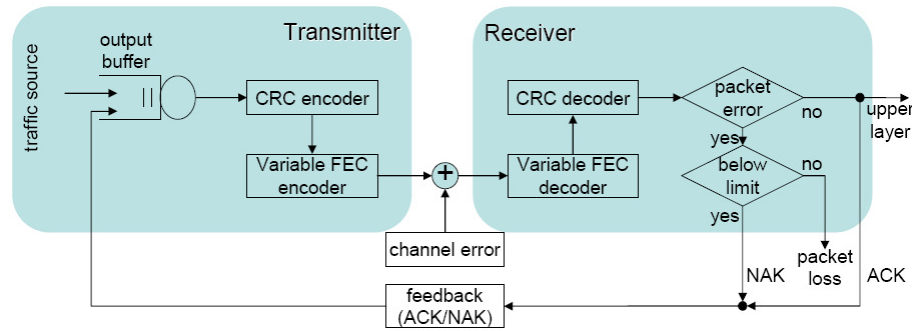 Transmitter
Receiver
traffic source
output
buffer
CRC encoder
Variable FEC
encoder
+
channel error
CRC decoder
Variable FEC
decoder
packet
error
no
yes
upper
layer
below
limit
no
yes
packet
loss
NAK
ACK
feedback
(ACK/NAK)